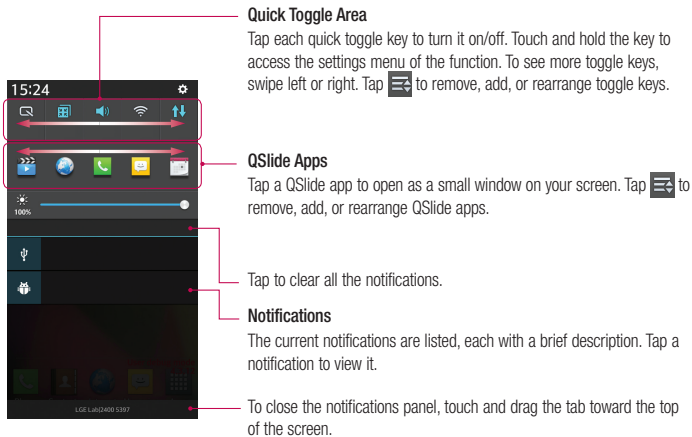 Quick Toggle Area
Tap each quick toggle key to turn it on/off. Touch and hold the key to
access the settings menu of the function. To see more toggle keys,
swipe left or right. Tap to remove, add, or rearrange toggle keys.
15:24
QSlide Apps
Tap a QSlide app to open as a small window on your screen. Tap to
remove, add, or rearrange QSlide apps.
100%
Tap to clear all the notifications.
Notifications
The current notifications are listed, each with a brief description. Tap a
notification to view it.
To close the notifications panel, touch and drag the tab toward the top
of the screen.
LGE Lab|2400 5397